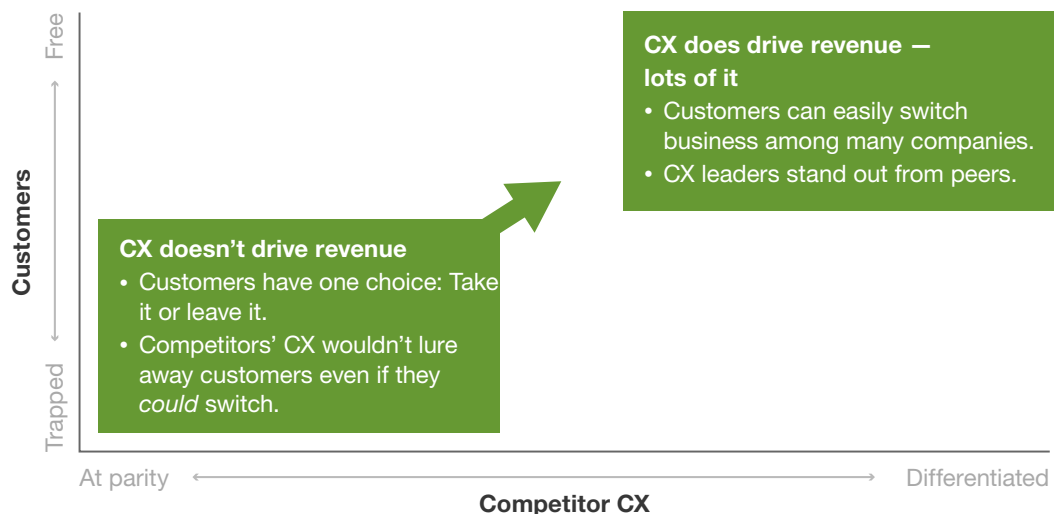 Free
Customers
Trapped
CX does drive revenue —
lots of it
• Customers can easily switch
business among many companies.
• CX leaders stand out from peers.
CX doesn’t drive revenue
• Customers have one choice: Take
it or leave it.
• Competitors’ CX wouldn’t lure
away customers even if they
could switch.
At parity
Differentiated
Competitor CX